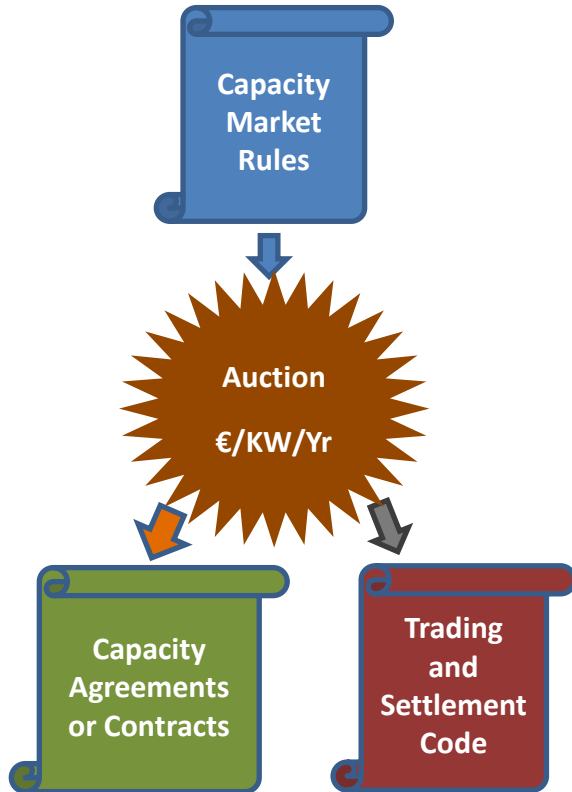 Capacity
Market
Rules
Auction
€/KW/Yr
Capacity
Agreements
or Contracts
Trading
and
Settlement
Code